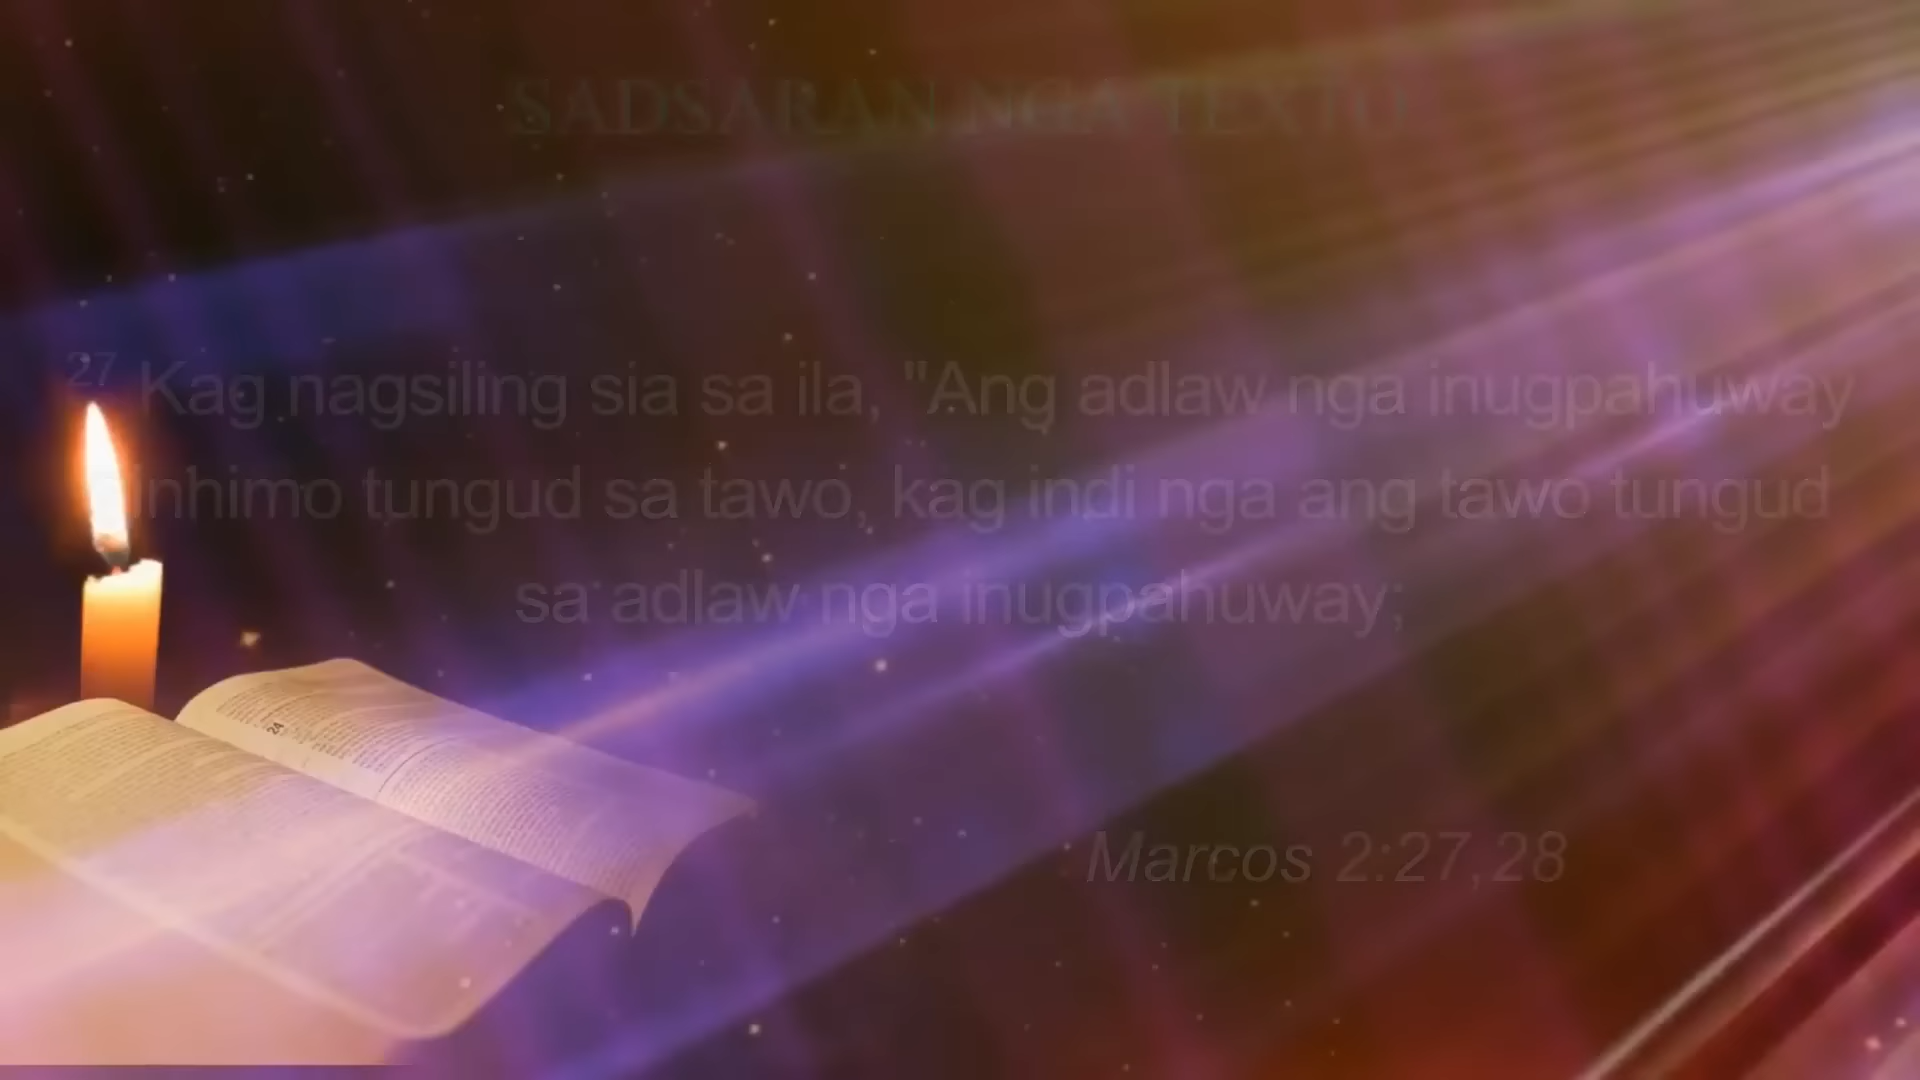 SADSARAN NGA TEXTO
27 Kag nagsiling sia sa ila, "Ang adlaw nga inugpahuway
ginhimo tungud sa tawo, kag indi nga ang tawo tungud
sa adlaw nga inugpahuway;
Marcos 2:27,28